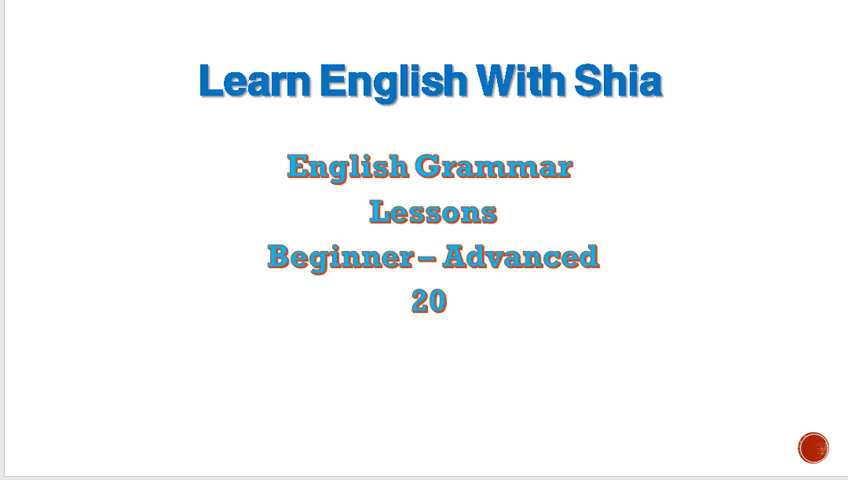 Learn English With Shia
English Grammar
Lessons
Beginner – Advanced
20